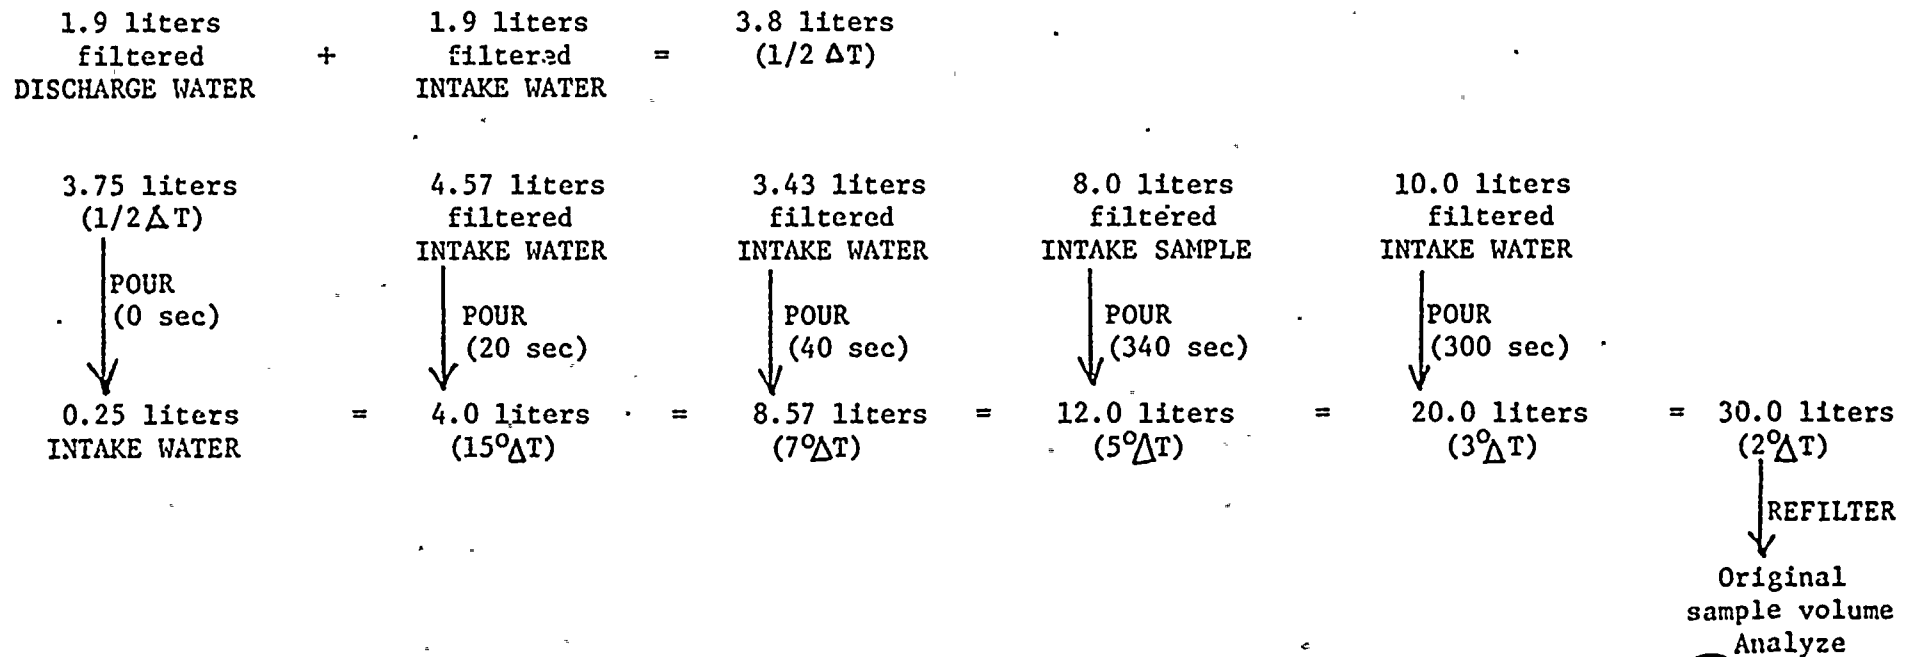 1.9 liters filtered DISCHARGE WATER + 1.9 liters filtered INTAKE WATER = 3.8 liters (1/2 ΔT)
3.75 liters (1/2 ΔT)
POUR (0 sec)
0.25 liters INTAKE WATER
=
4.57 liters filtered INTAKE WATER
POUR (20 sec)
4.0 liters (15°ΔT)
=
3.43 liters filtered INTAKE WATER
POUR (40 sec)
8.57 liters (7°ΔT)
=
8.0 liters filtered INTAKE SAMPLE
POUR (340 sec)
12.0 liters (5°ΔT)
=
10.0 liters filtered INTAKE WATER
POUR (300 sec)
20.0 liters (3°ΔT)
=
30.0 liters (2°ΔT)
REFILTER
Original
sample volume
Analyze